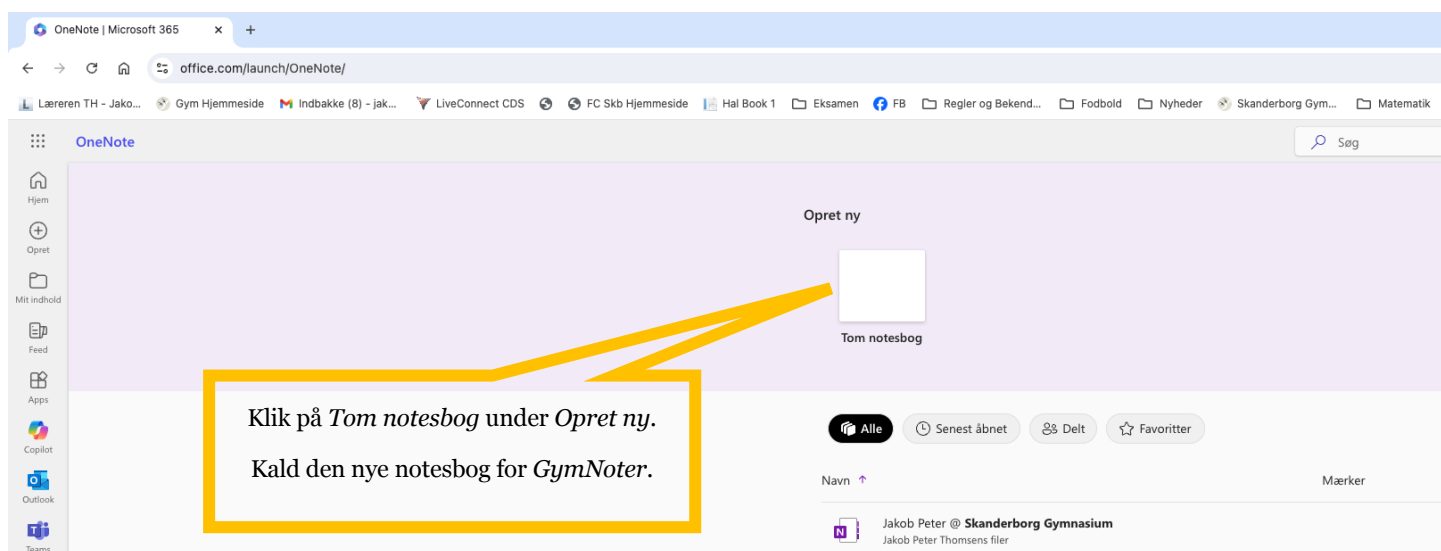 OneNote | Microsoft 365
office.com/launch/OneNote/
Læreren TH - Jako... Gym Hjemmeside Indbakke (8) - jak... LiveConnect CDS FC Skb Hjemmeside Hal Book 1 Eksamen FB Regler og Bekend... Fodbold Nyheder Skanderborg Gym... Matematik
OneNote
Søg
Hjem
Opret
Mit indhold
Feed
Apps
Copilot
Outlook
Teams
Opret ny
Tom notesbog
Klik på Tom notesbog under Opret ny.
Kald den nye notesbog for GymNoter.
Alle Senest åbnet Delt Favoritter
Navn ↑ Mærker
Jakob Peter @ Skanderborg Gymnasium
Jakob Peter Thomsens filer